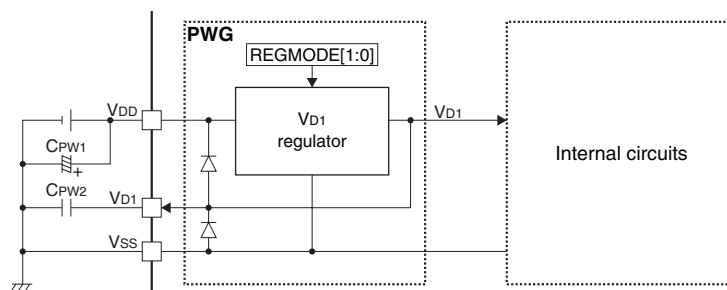 PWG
REGMODE[1:0]
VDD
VD1
regulator
VD1
Internal circuits
CPW1
+
CPW2
VD1
VSS